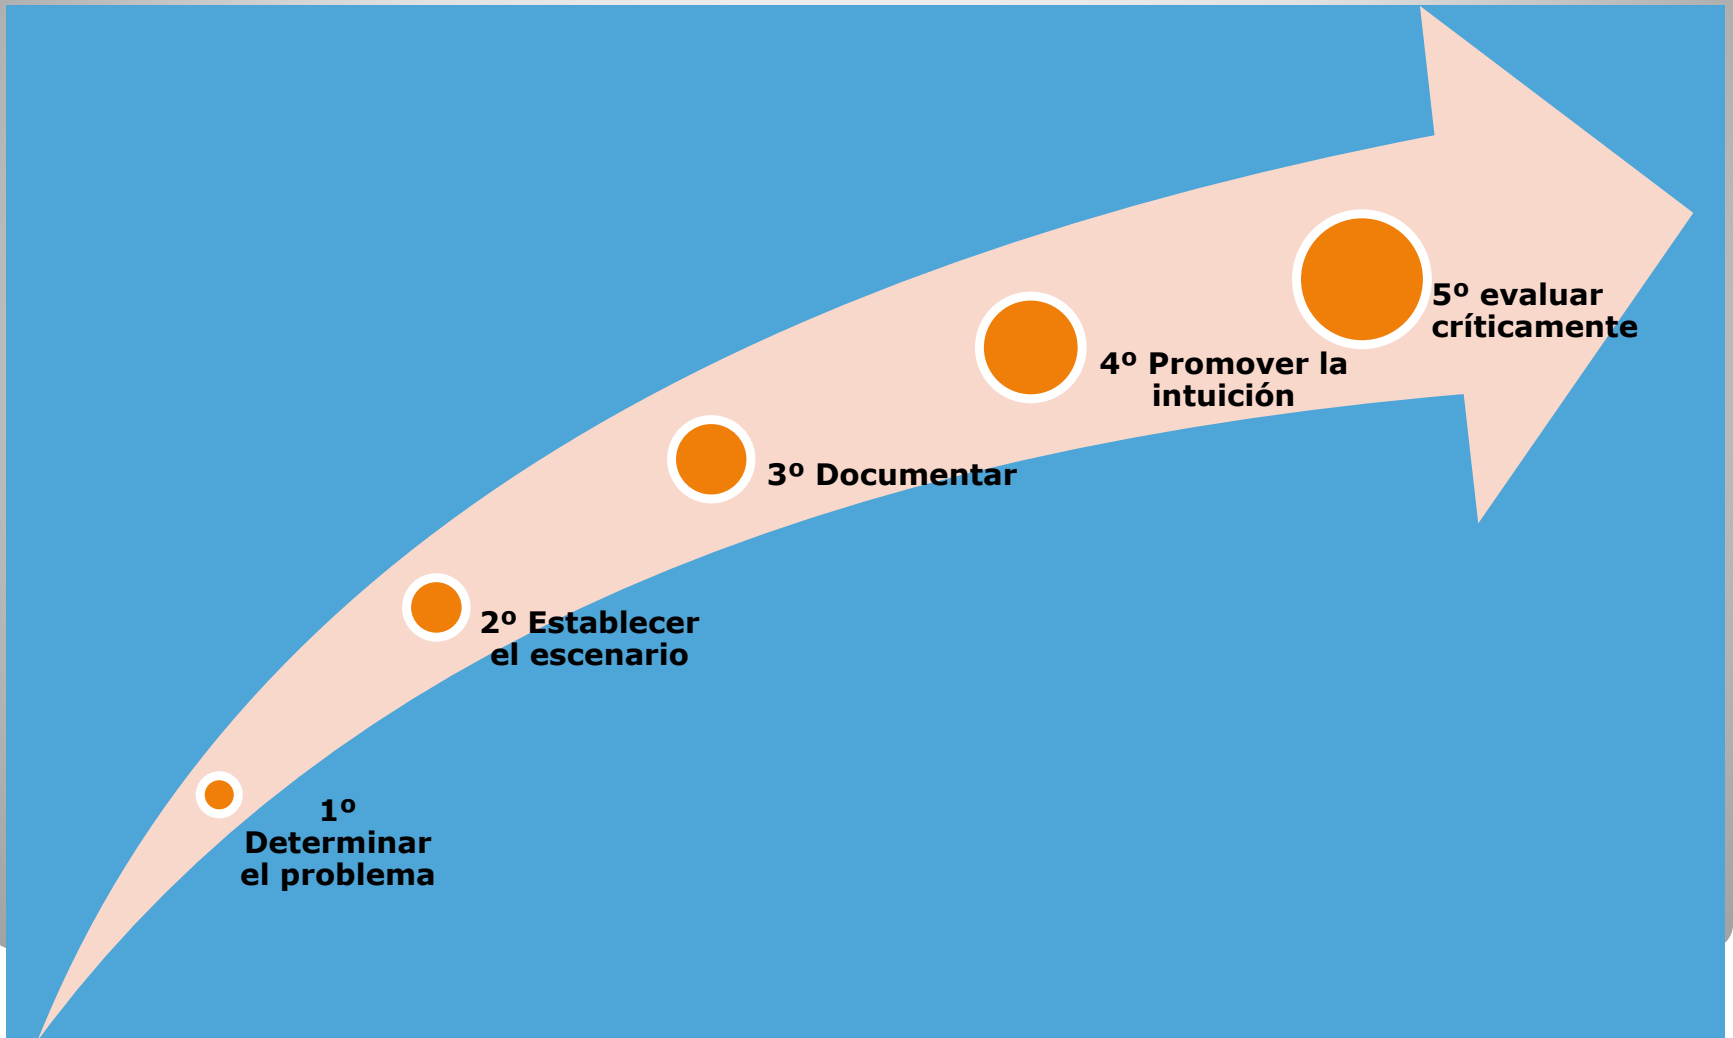 1º
Determinar
el problema
2º Establecer
el escenario
3º Documentar
4º Promover la
intuición
5º evaluar
críticamente